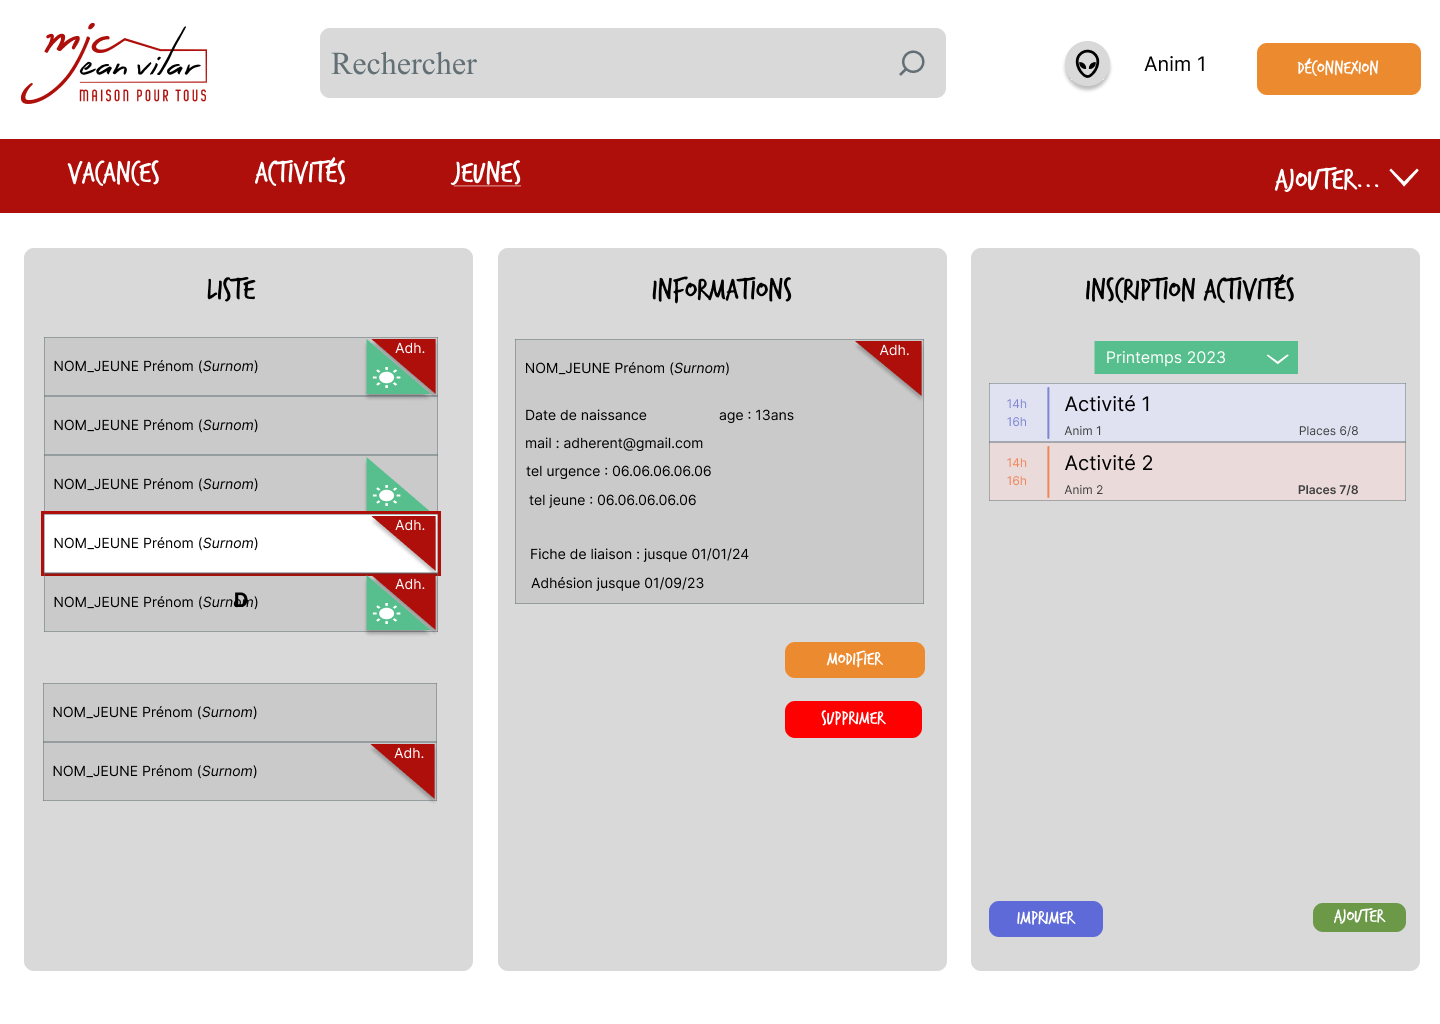 mjc
Jean vilar
MAISON POUR TOUS
Rechercher
Anim 1
DÉCONNEXION
VACANCES
ACTIVITÉS
JEUNES
AJOUTER...
LISTE
NOM_JEUNE Prénom (Surnom)
Adh.
NOM_JEUNE Prénom (Surnom)
NOM_JEUNE Prénom (Surnom)
NOM_JEUNE Prénom (Surnom)
Adh.
NOM_JEUNE Prénom (Surnom)
Adh.
D
NOM_JEUNE Prénom (Surnom)
NOM_JEUNE Prénom (Surnom)
Adh.
INFORMATIONS
NOM_JEUNE Prénom (Surnom)
Adh.
Date de naissance age : 13ans
mail : adherent@gmail.com
tel urgence : 06.06.06.06.06
tel jeune : 06.06.06.06.06
Fiche de liaison : jusque 01/01/24
Adhésion jusque 01/09/23
MODIFIER
SUPPRIMER
INSCRIPTION ACTIVITÉS
Printemps 2023
14h
16h
Activité 1
Anim 1 Places 6/8
14h
16h
Activité 2
Anim 2 Places 7/8
IMPRIMER
AJOUTER